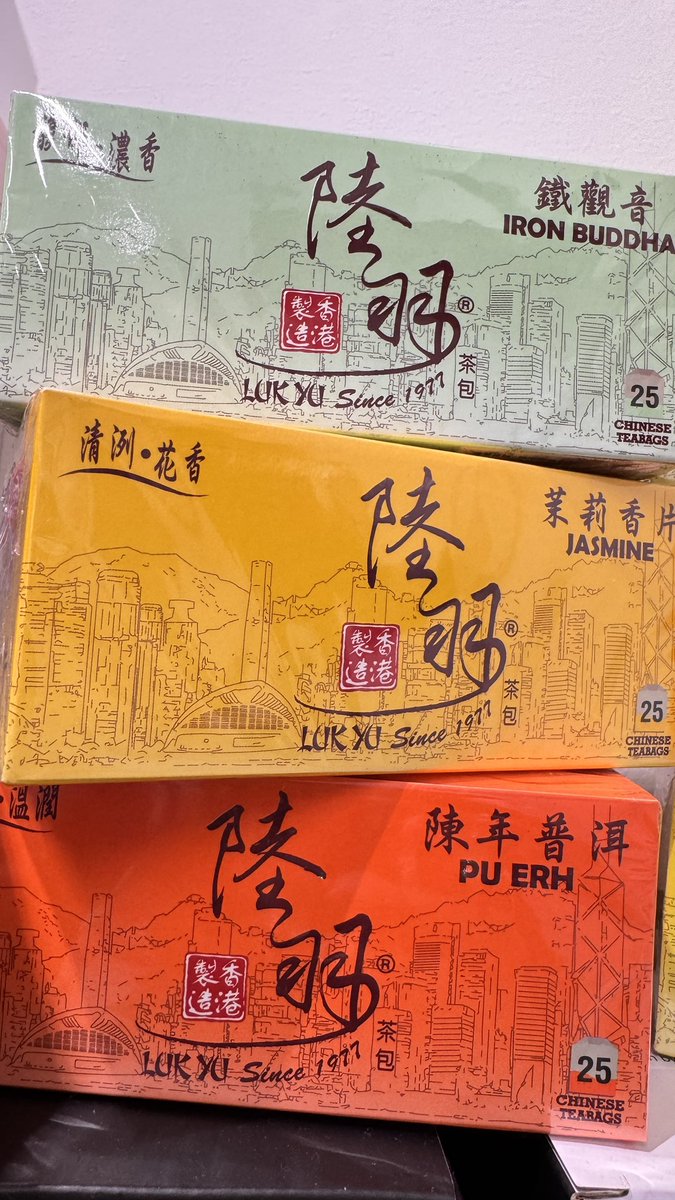 濃香
鐵觀音
IRON BUDDHA
陸羽®
香港製造
茶包
LUK YU Since 1977
25
CHINESE
TEABAGS
清洌•花香
茉莉香片
JASMINE
陸羽®
香港製造
茶包
LUK YU Since 1977
25
CHINESE
TEABAGS
•溫潤
陳年普洱
PU ERH
陸羽®
香港製造
茶包
LUK YU Since 1977
25
CHINESE
TEABAGS